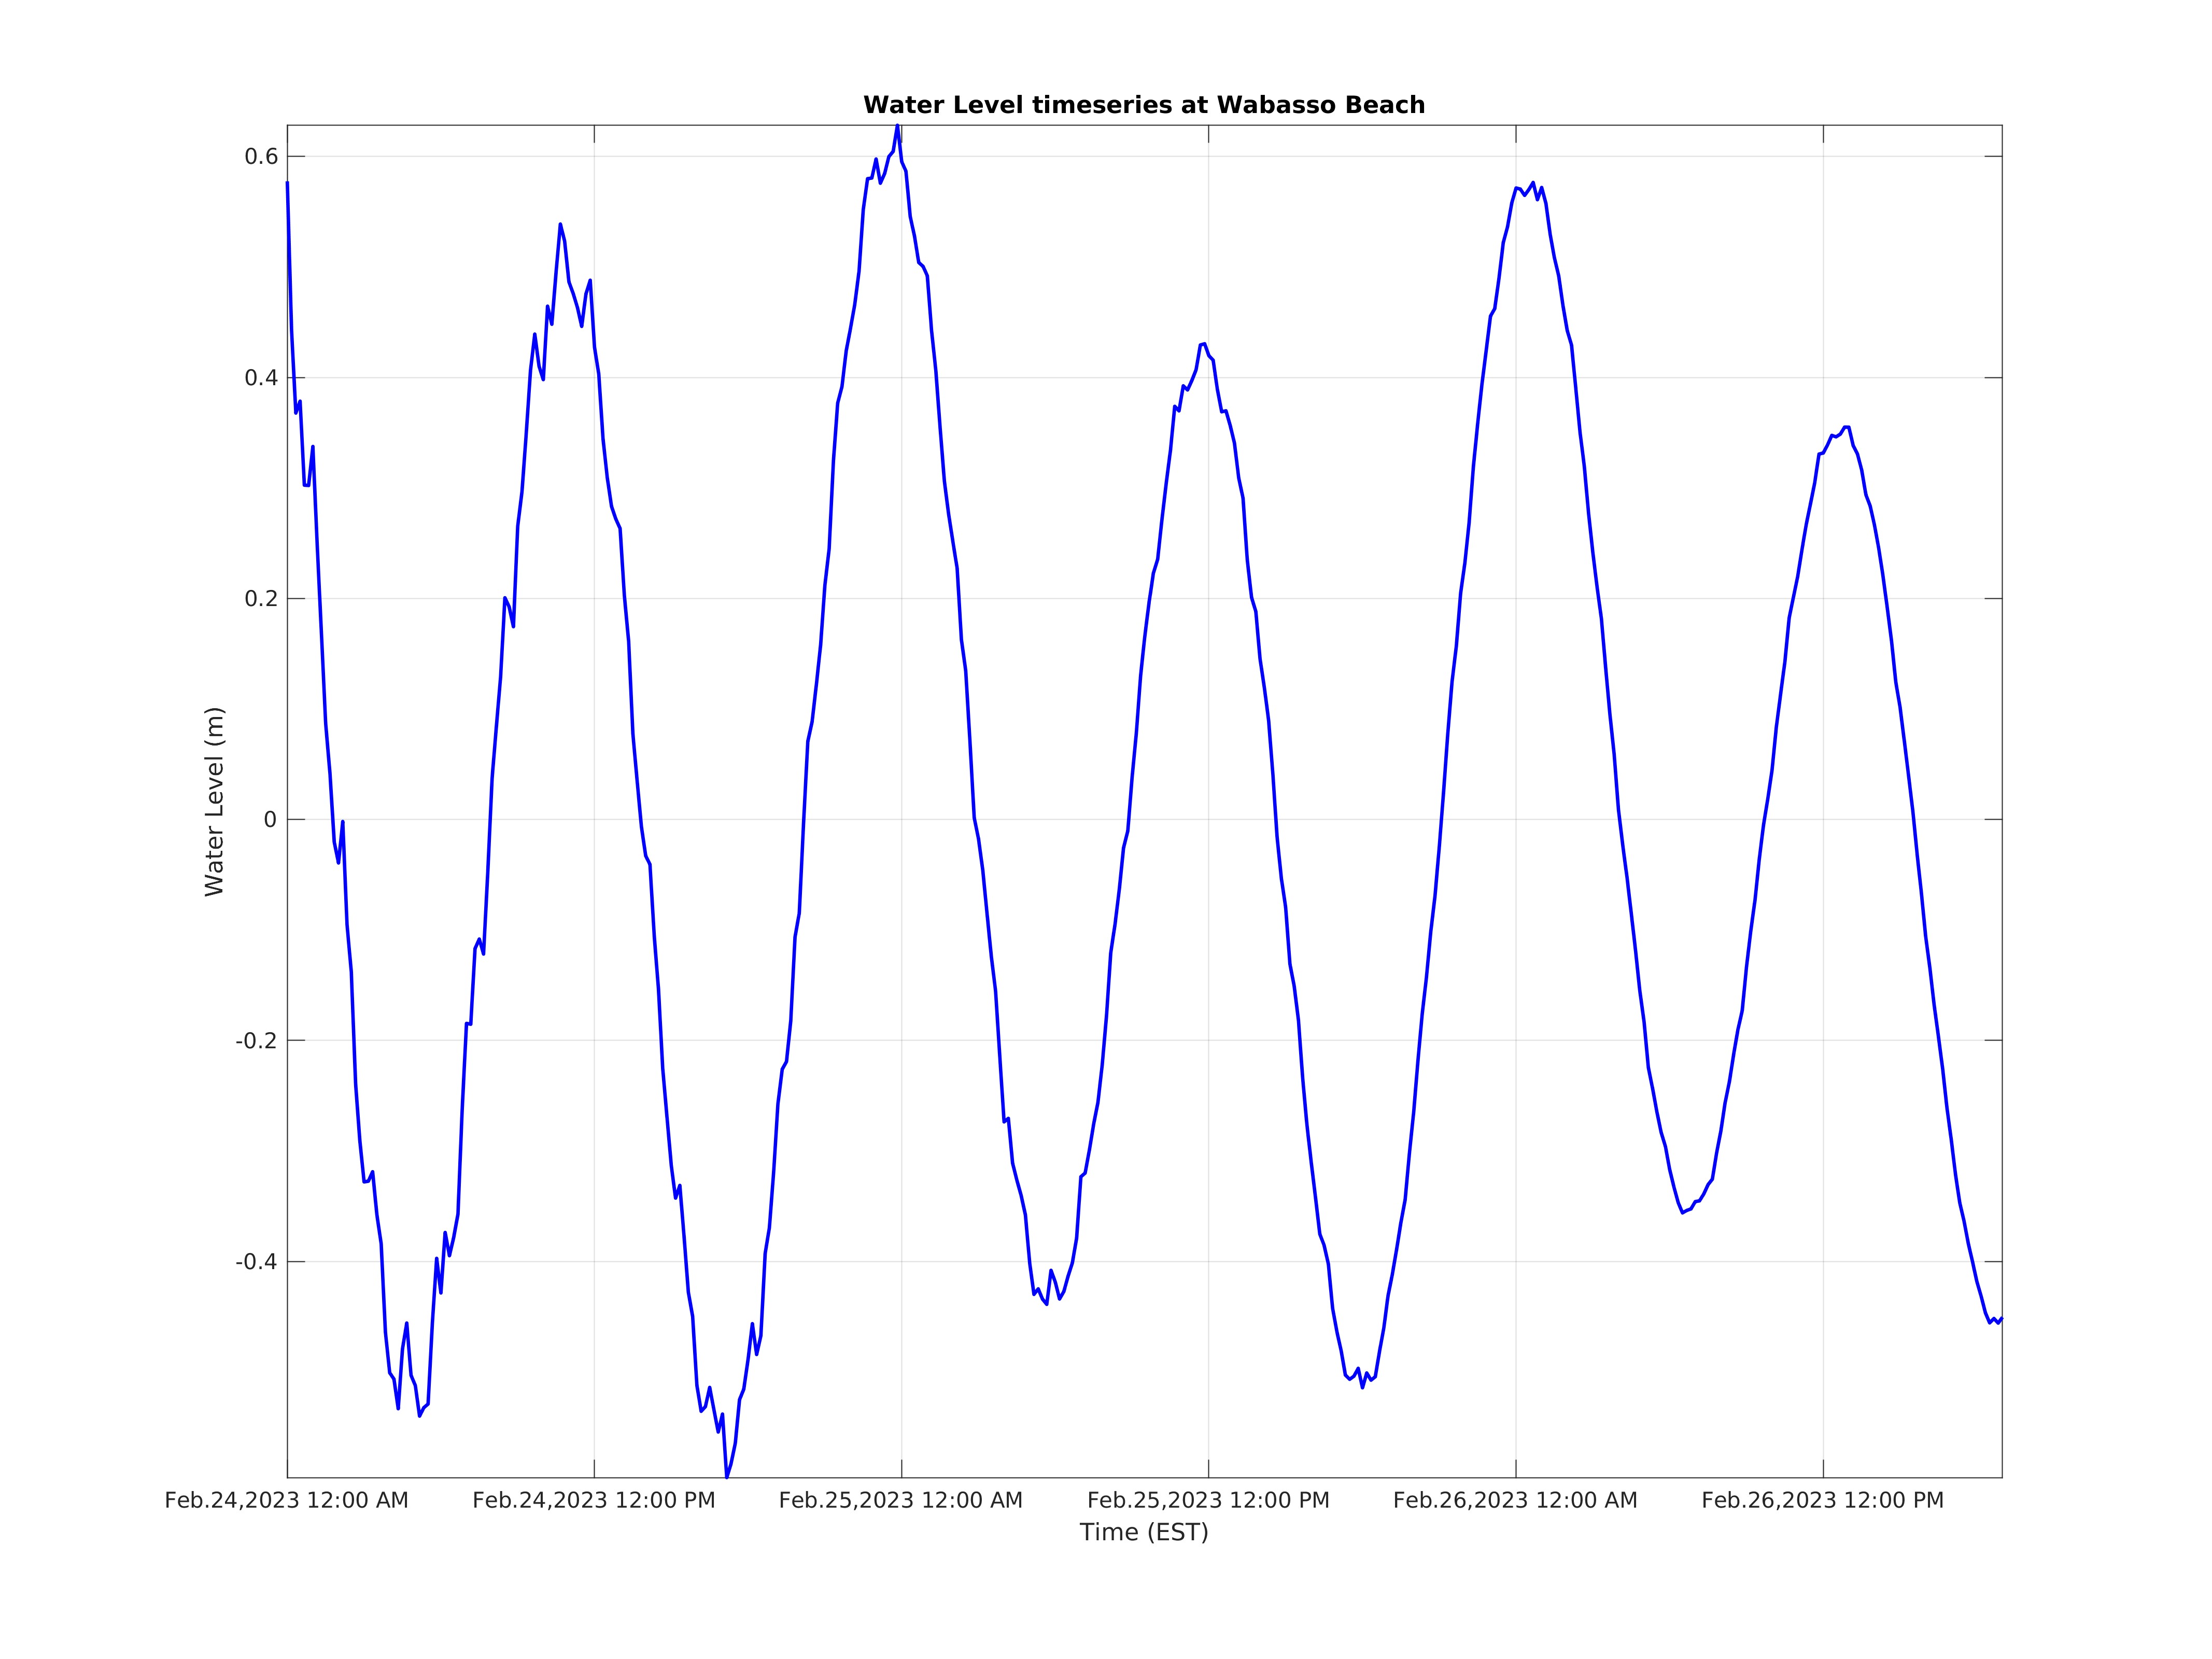 Water Level timeseries at Wabasso Beach
0.6
0.4
0.2
0
-0.2
-0.4
Water Level (m)
Feb.24,2023 12:00 AM
Feb.24,2023 12:00 PM
Feb.25,2023 12:00 AM
Feb.25,2023 12:00 PM
Feb.26,2023 12:00 AM
Feb.26,2023 12:00 PM
Time (EST)